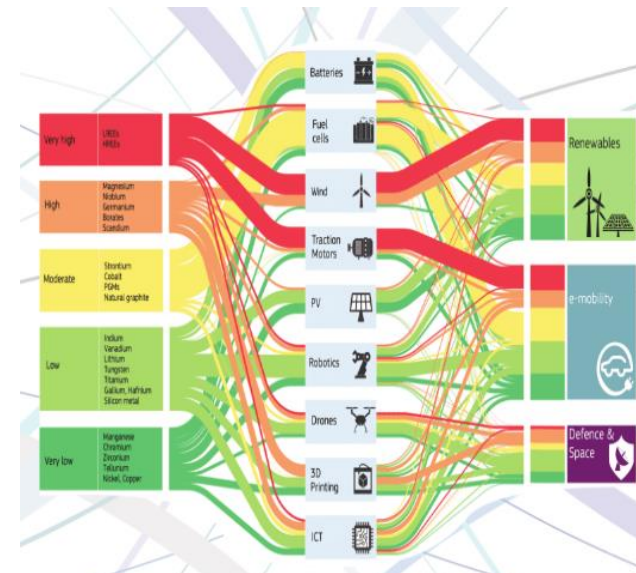 Very high
LREEs
HREEs
High
Magnesium
Niobium
Germanium
Borates
Scandium
Moderate
Strontium
Cobalt
PGMs
Natural graphite
Low
Indium
Vanadium
Lithium
Tungsten
Titanium
Gallium, Hafnium
Silicon metal
Very low
Manganese
Chromium
Zirconium
Tellurium
Nickel, Copper
Batteries
Fuel
cells
Wind
Traction
Motors
PV
Robotics
Drones
3D
Printing
ICT
Renewables
e-mobility
Defence &
Space